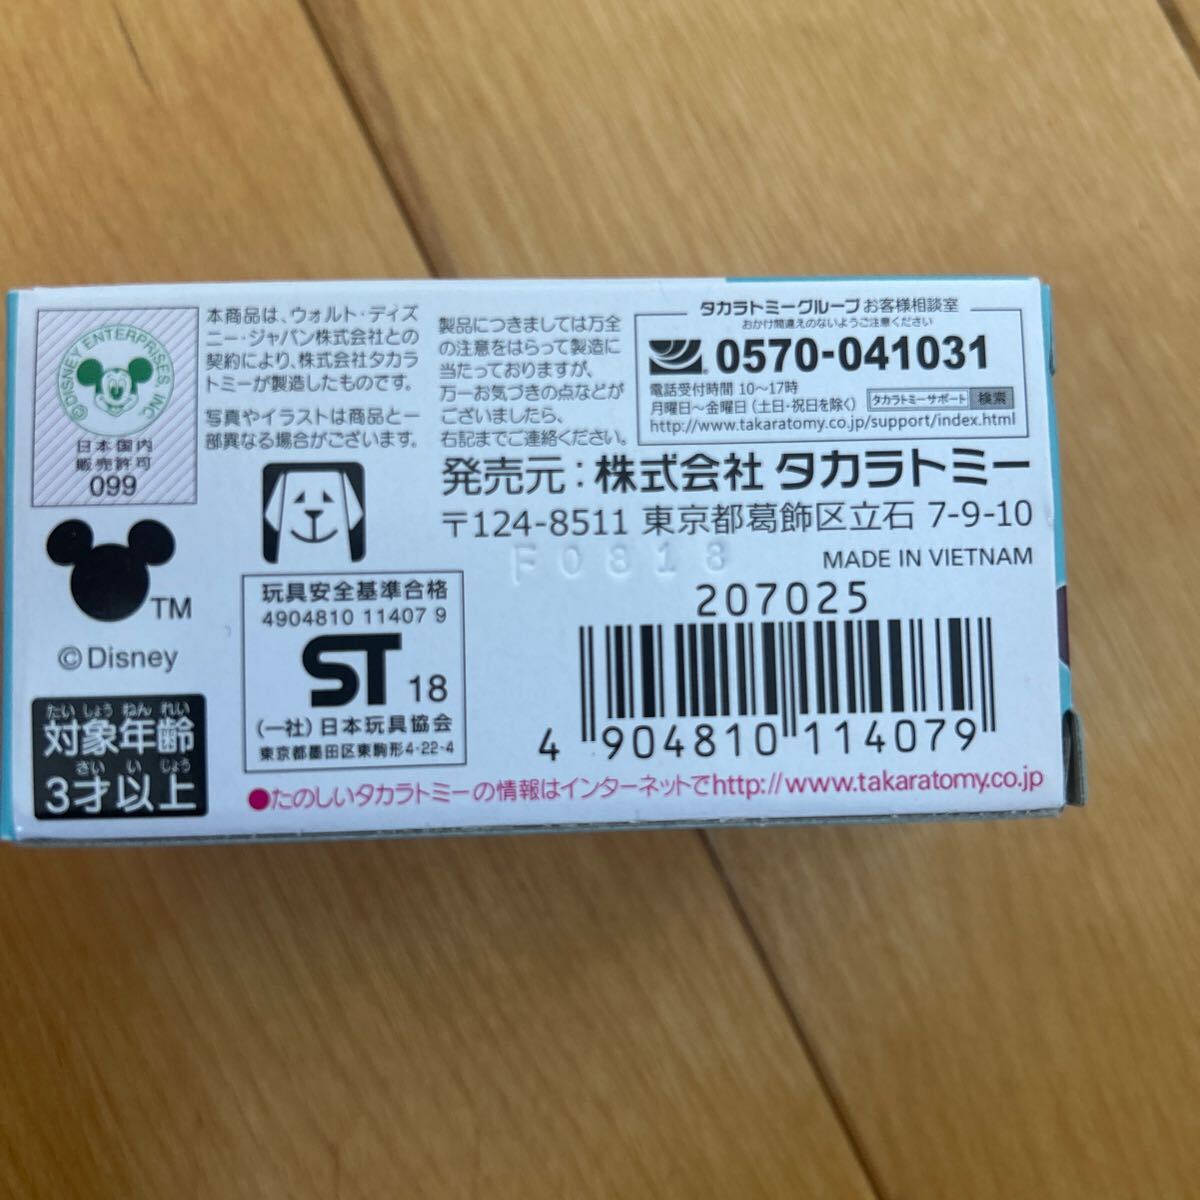 ©DISNEY ENTERPRISES, INC.
日本国内
販売許可
099
TM
©Disney
たいしょうねんれい
対象年齢
さいいじょう
3才以上
本商品は、ウォルト・ディズ
ニー・ジャパン株式会社との
契約により、株式会社タカラ
トミーが製造したものです。
写真やイラストは商品と一
部異なる場合がございます。
玩具安全基準合格
4904810 11407 9
ST 18
(一社)日本玩具協会
東京都墨田区東駒形4-22-4
製品につきましては万全
の注意をはらって製造に
当たっておりますが、
万一お気づきの点などが
ございましたら、
右記までご連絡ください。
タカラトミーグループ お客様相談室
おかけ間違えのないようご注意ください
0570-041031
電話受付時間 10〜17時
月曜日〜金曜日(土日・祝日を除く) タカラトミーサポート 検索
http://www.takaratomy.co.jp/support/index.html
発売元:株式会社 タカラトミー
〒124-8511 東京都葛飾区立石 7-9-10
F0818
MADE IN VIETNAM
207025
4 904810 114079
●たのしいタカラトミーの情報はインターネットでhttp://www.takaratomy.co.jp